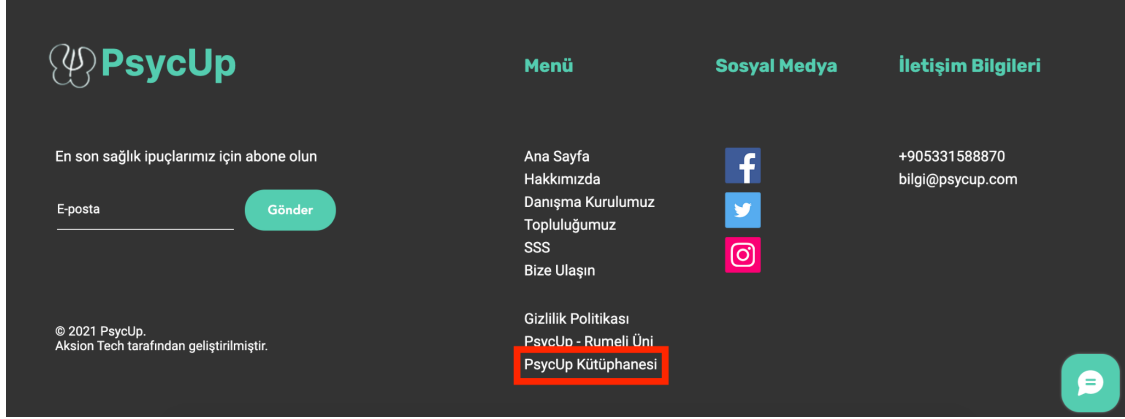 PsycUp
Menü
Sosyal Medya
İletişim Bilgileri
En son sağlık ipuçlarımız için abone olun
E-posta
Gönder
Ana Sayfa
Hakkımızda
Danışma Kurulumuz
Topluluğumuz
SSS
Bize Ulaşın
+905331588870
bilgi@psycup.com
© 2021 PsycUp.
Aksion Tech tarafından geliştirilmiştir.
Gizlilik Politikası
PsycUp - Rumeli Üni
PsycUp Kütüphanesi